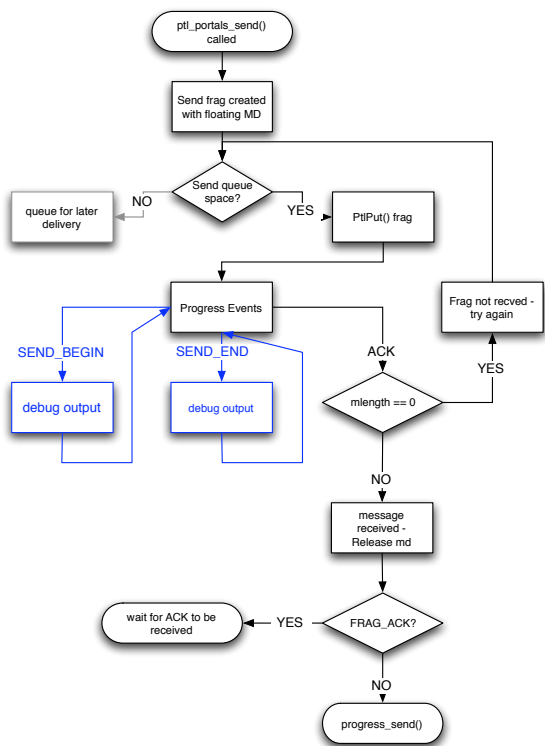 ptl_portals_send()
called
Send frag created
with floating MD
Send queue
space?
NO
YES
queue for later
delivery
PtlPut() frag
Progress Events
Frag not recved -
try again
SEND_BEGIN
SEND_END
ACK
YES
debug output
debug output
mlength == 0
NO
message
received -
Release md
wait for ACK to be
received
YES
FRAG_ACK?
NO
progress_send()